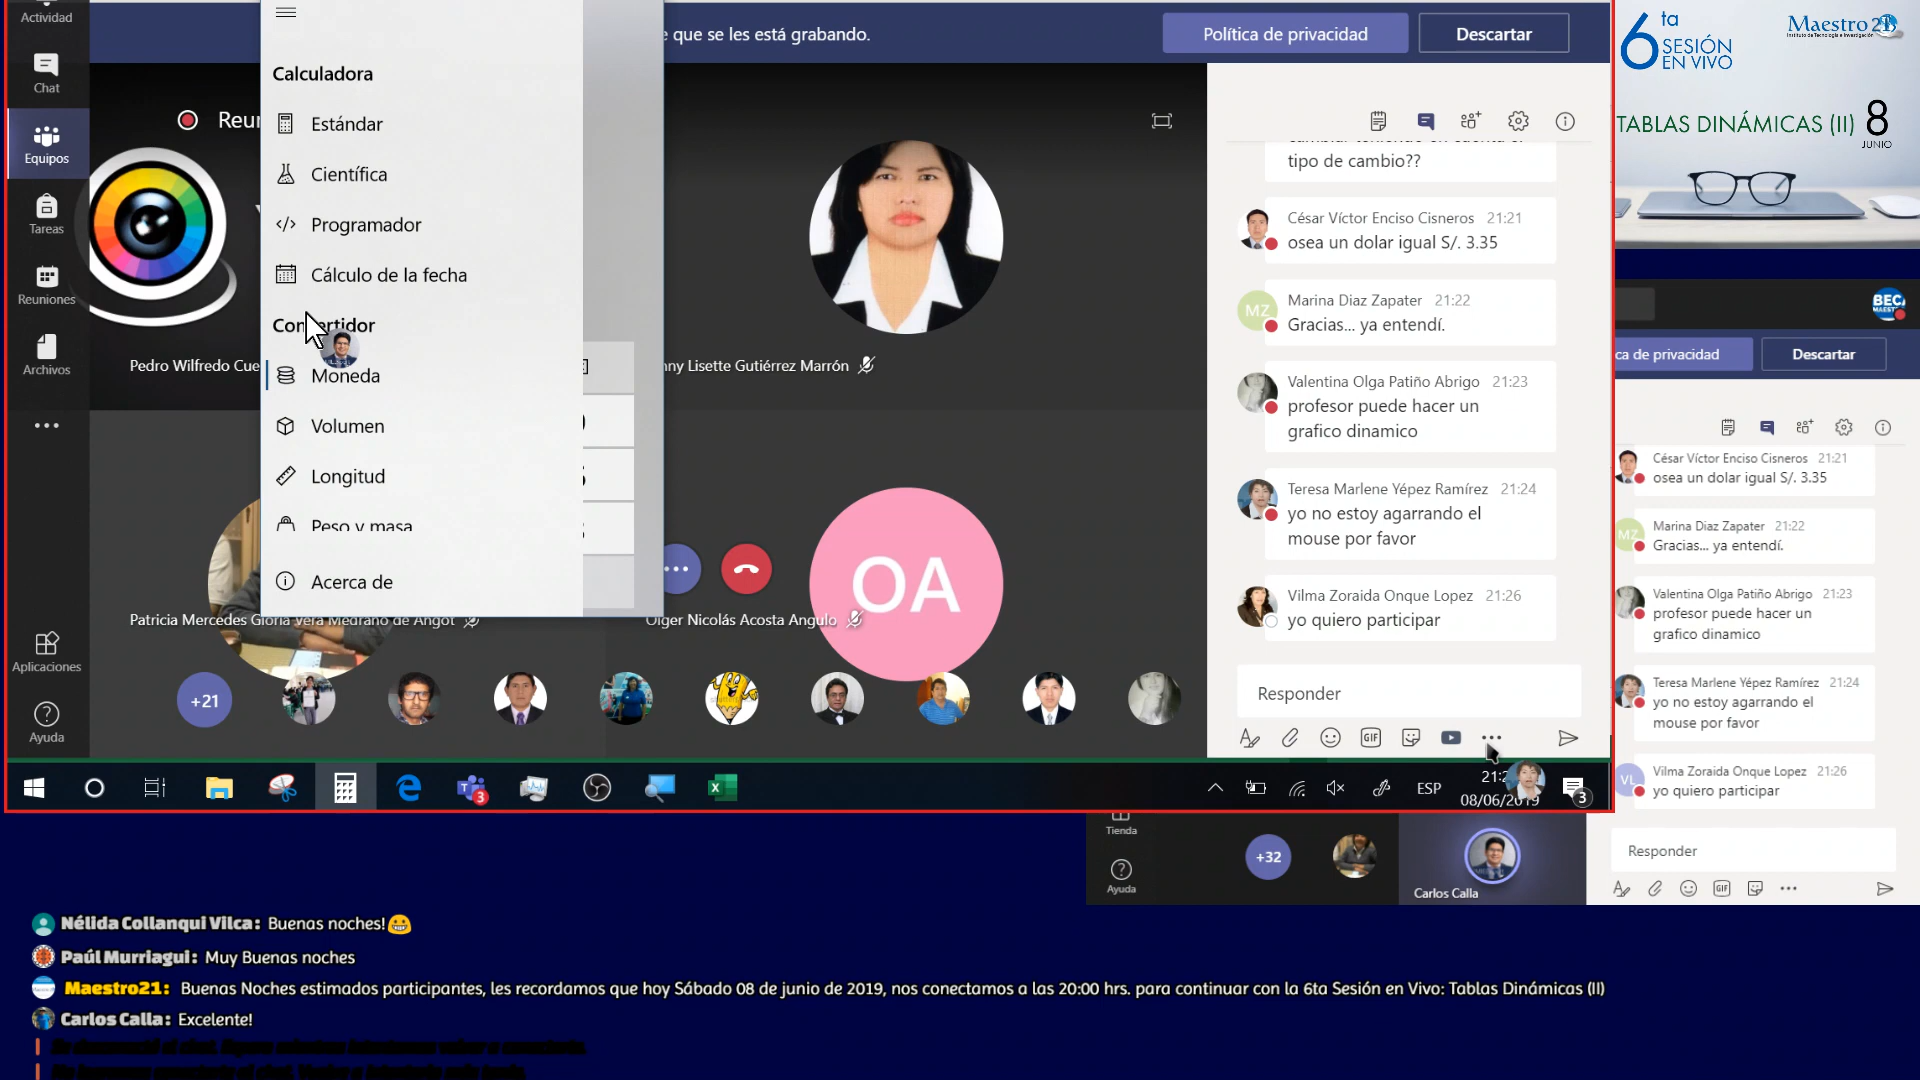 Actividad
Chat
Equipos
Tareas
Reuniones
Archivos
Aplicaciones
Ayuda
e que se les está grabando.
Política de privacidad
Descartar
Reu
Calculadora
Estándar
Científica
Programador
Cálculo de la fecha
Moneda
Volumen
Longitud
Peso y masa
Acerca de
Pedro Wilfredo Cue
nny Lisette Gutiérrez Marrón
Patricia Mercedes Gloria Vera Medrano de Angot
Olger Nicolás Acosta Angulo
OA
+21
tipo de cambio??
César Víctor Enciso Cisneros 21:21
osea un dolar igual S/. 3.35
MZ
Marina Diaz Zapater 21:22
Gracias... ya entendí.
Valentina Olga Patiño Abrigo 21:23
profesor puede hacer un
grafico dinamico
Teresa Marlene Yépez Ramírez 21:24
yo no estoy agarrando el
mouse por favor
Vilma Zoraida Onque Lopez 21:26
yo quiero participar
Responder
GIF
3
ESP
21:2
08/06/2019
3
6ta
SESIÓN
EN VIVO
Maestro 21
TABLAS DINÁMICAS (II) 8
JUNIO
BECA
MAEST
ca de privacidad
Descartar
César Víctor Enciso Cisneros 21:21
osea un dolar igual S/. 3.35
MZ
Marina Diaz Zapater 21:22
Gracias... ya entendí.
Valentina Olga Patiño Abrigo 21:23
profesor puede hacer un
grafico dinamico
Teresa Marlene Yépez Ramírez 21:24
yo no estoy agarrando el
mouse por favor
VL
Vilma Zoraida Onque Lopez 21:26
yo quiero participar
Responder
GIF
Tienda
Ayuda
+32
Carlos Calla
Nélida Collanqui Vilca: Buenas noches!😀
Paúl Murriagui: Muy Buenas noches
Maestro21: Buenas Noches estimados participantes, les recordamos que hoy Sábado 08 de junio de 2019, nos conectamos a las 20:00 hrs. para continuar con la 6ta Sesión en Vivo: Tablas Dinámicas (II)
Carlos Calla: Excelente!